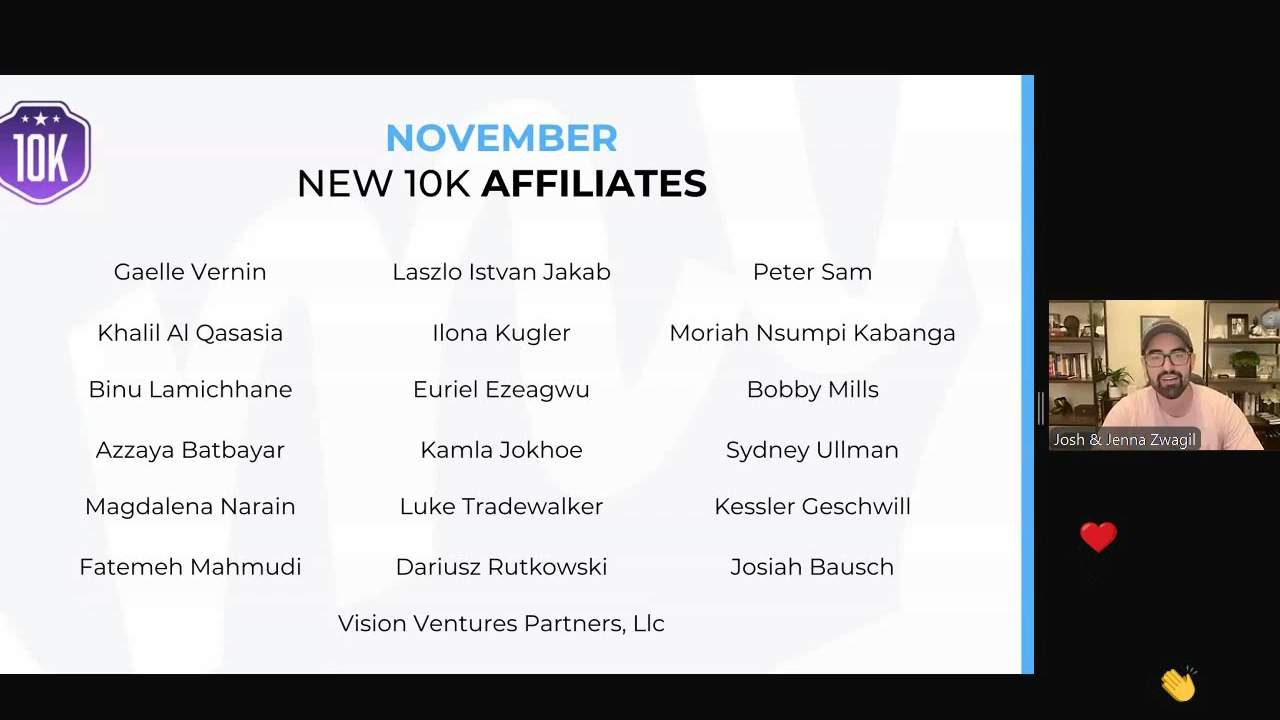 10K
NOVEMBER
NEW 10K AFFILIATES
Gaelle Vernin
Laszlo Istvan Jakab
Peter Sam
Khalil Al Qasasia
Ilona Kugler
Moriah Nsumpi Kabanga
Binu Lamichhane
Euriel Ezeagwu
Bobby Mills
Azzaya Batbayar
Kamla Jokhoe
Sydney Ullman
Magdalena Narain
Luke Tradewalker
Kessler Geschwill
Fatemeh Mahmudi
Dariusz Rutkowski
Josiah Bausch
Vision Ventures Partners, Llc
Josh & Jenna Zwagil